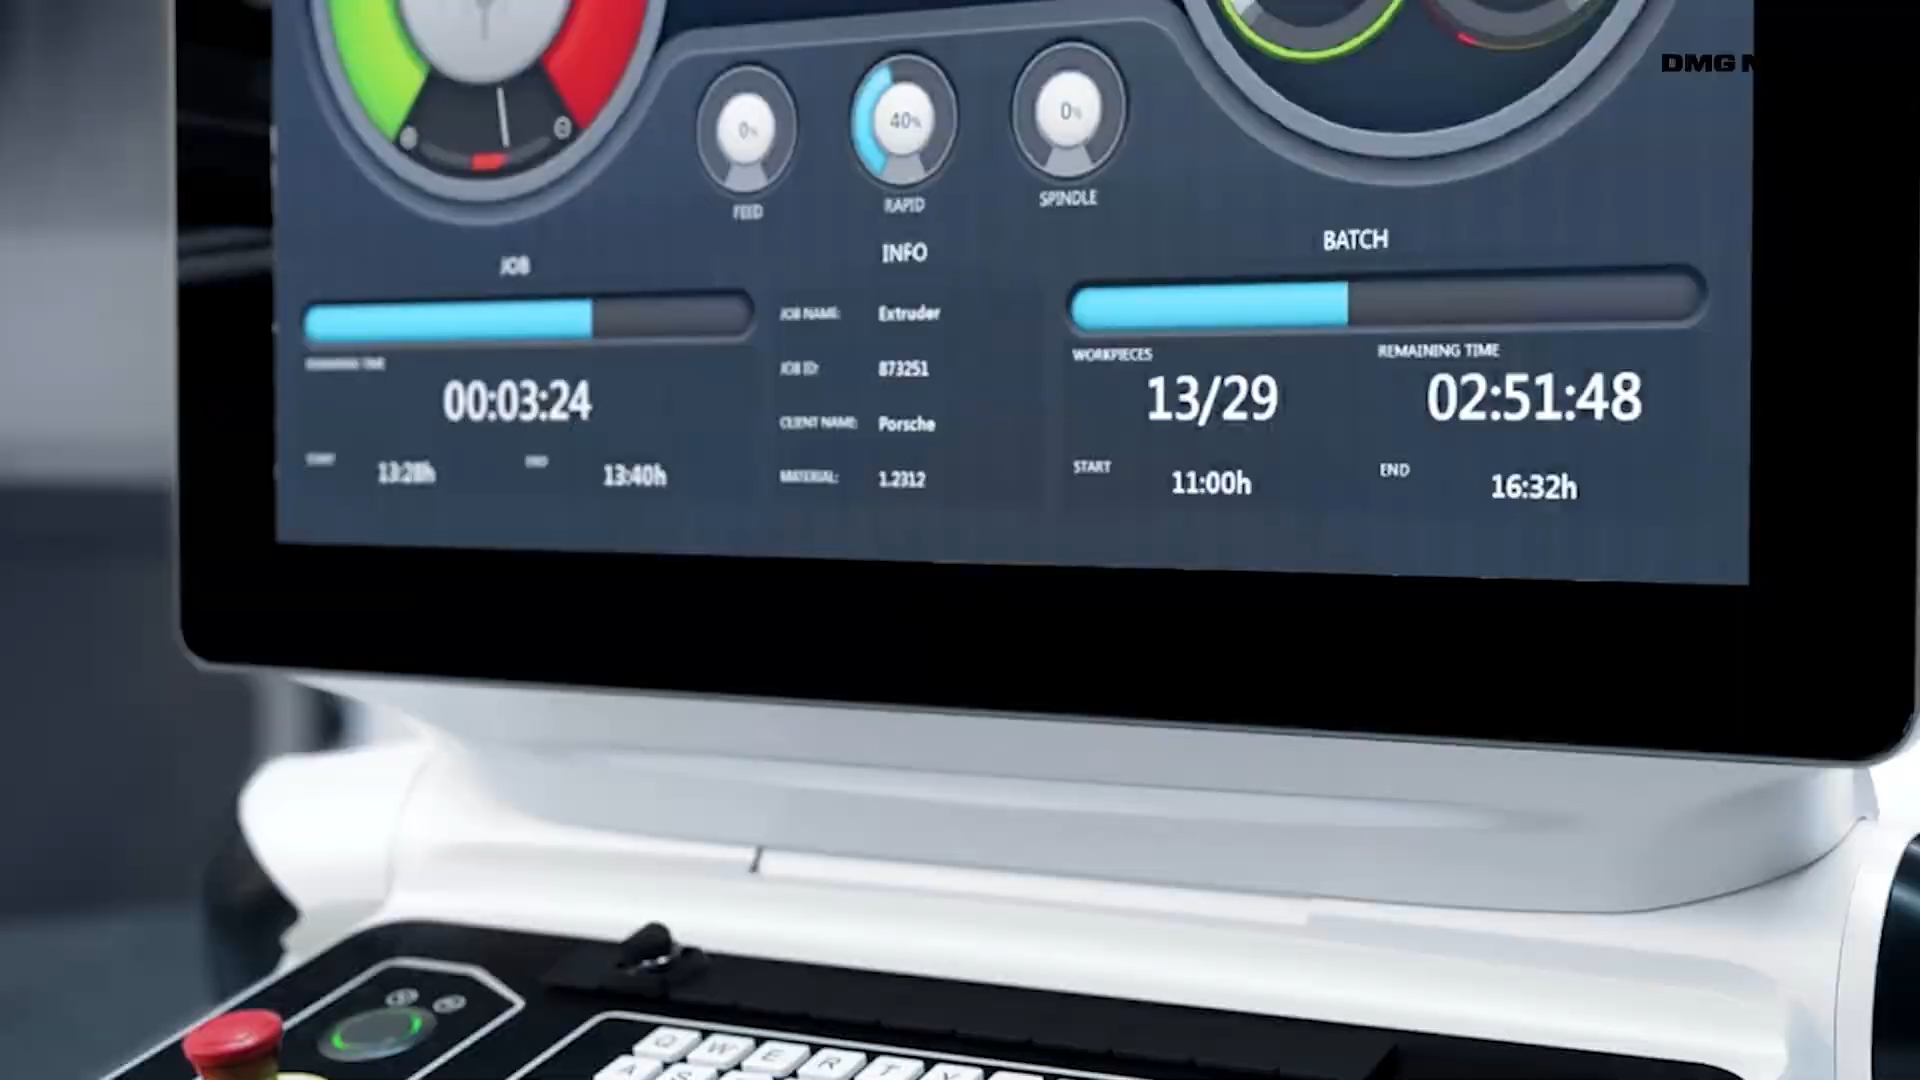 DMG
0%
40%
0%
FEED
RAPID
SPINDLE
JOB
INFO
BATCH
JOB NAME:
Extruder
WORKPIECES
REMAINING TIME
00:03:24
JOB ID:
873251
13/29
02:51:48
CLIENT NAME:
Porsche
START
13:28h
END
13:40h
MATERIAL:
1.2312
START
11:00h
END
16:32h
Q W E R T Y
A S